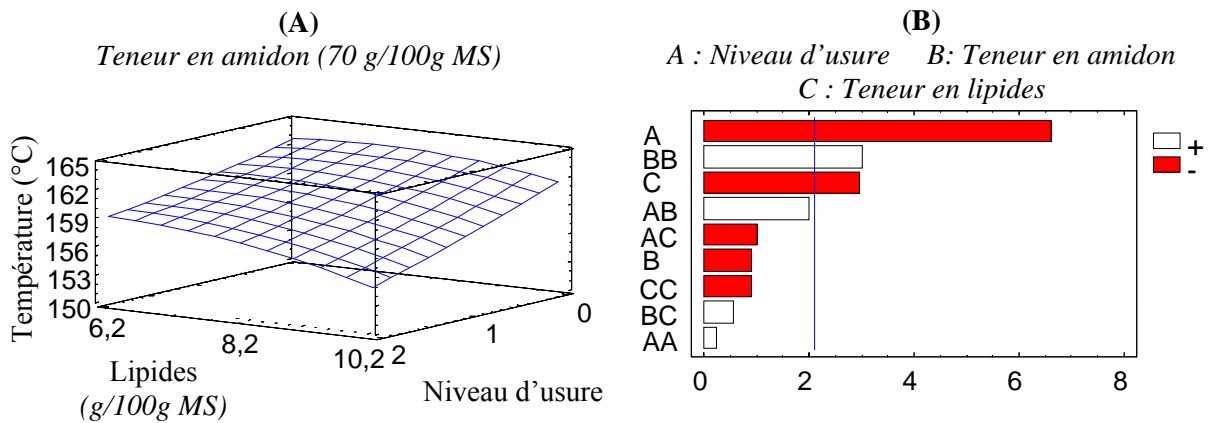 (A)
Teneur en amidon (70 g/100g MS)
Température (°C)
165
162
159
156
153
150
6,2
8,2
10,2
2
1
0
Lipides
(g/100g MS)
Niveau d'usure
(B)
A : Niveau d'usure B: Teneur en amidon
C : Teneur en lipides
A
BB
C
AB
AC
B
CC
BC
AA
0 2 4 6 8
+
-